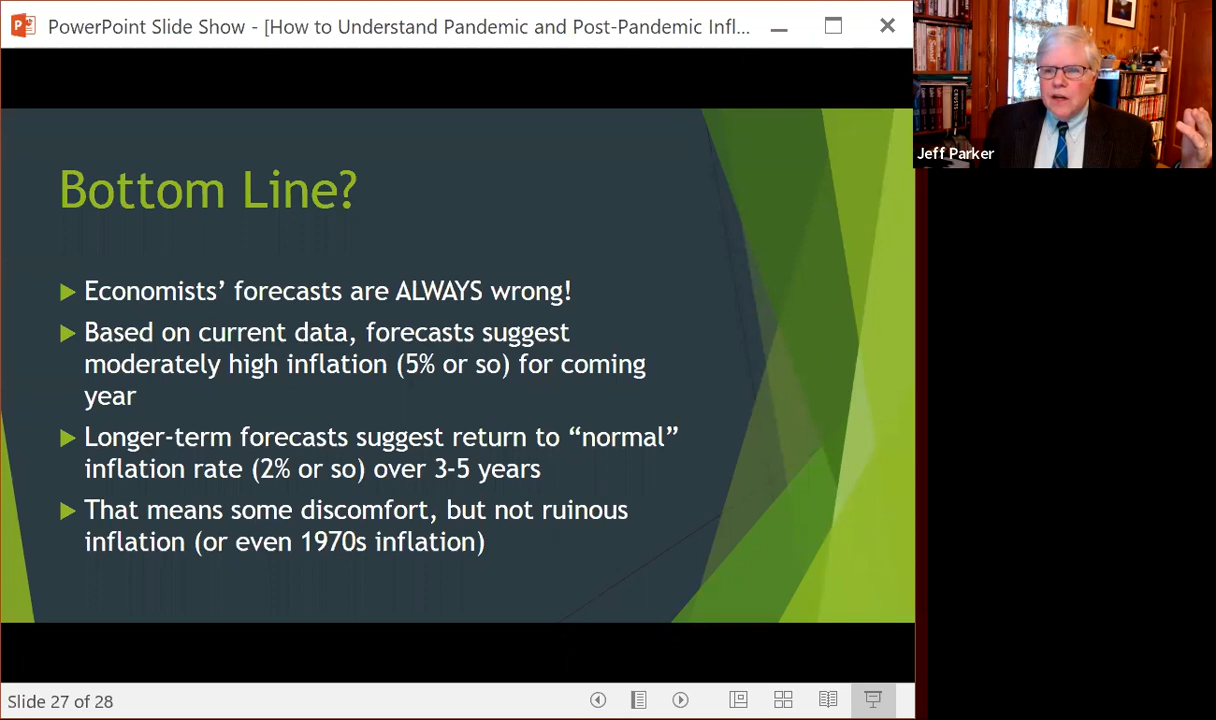 PowerPoint Slide Show - [How to Understand Pandemic and Post-Pandemic Infl...
Jeff Parker
Bottom Line?
Economists’ forecasts are ALWAYS wrong!
Based on current data, forecasts suggest
moderately high inflation (5% or so) for coming
year
Longer-term forecasts suggest return to “normal”
inflation rate (2% or so) over 3-5 years
That means some discomfort, but not ruinous
inflation (or even 1970s inflation)
Slide 27 of 28